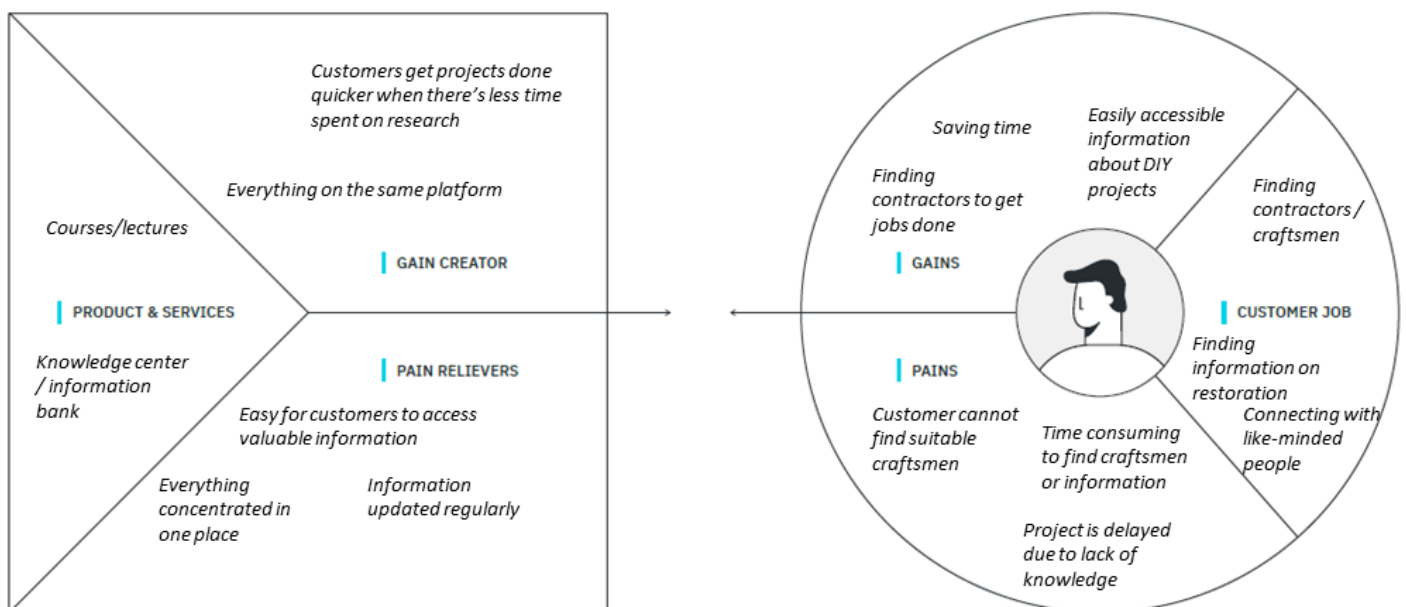 Customers get projects done
quicker when there's less time
spent on research
Everything on the same platform
Courses/lectures
GAIN CREATOR
PRODUCT & SERVICES
Knowledge center
/ information
bank
PAIN RELIEVERS
Easy for customers to access
valuable information
Everything
concentrated in
one place
Information
updated regularly
Saving time
Easily accessible
information
about DIY
projects
Finding
contractors to get
jobs done
GAINS
Finding
contractors /
craftsmen
CUSTOMER JOB
Finding
information on
restoration
Connecting with
like-minded
people
PAINS
Customer cannot
find suitable
craftsmen
Time consuming
to find craftsmen
or information
Project is delayed
due to lack of
knowledge